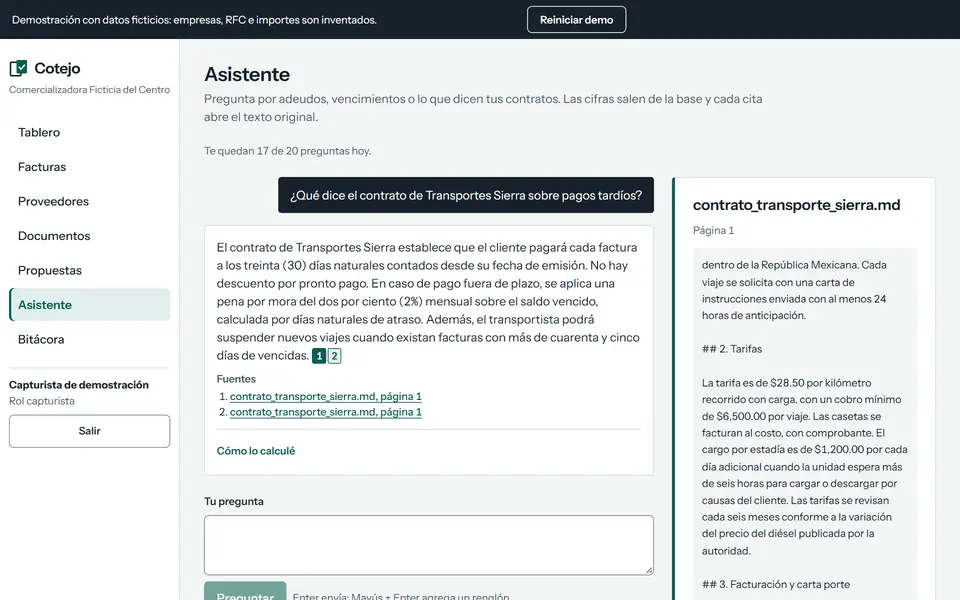 Demostración con datos ficticios: empresas, RFC e importes son inventados.
Reiniciar demo
Cotejo
Comercializadora Ficticia del Centro
Tablero
Facturas
Proveedores
Documentos
Propuestas
Asistente
Bitácora
Capturista de demostración
Rol capturista
Salir
Asistente
Pregunta por adeudos, vencimientos o lo que dicen tus contratos. Las cifras salen de la base y cada cita
abre el texto original.
Te quedan 17 de 20 preguntas hoy.
¿Qué dice el contrato de Transportes Sierra sobre pagos tardíos?
El contrato de Transportes Sierra establece que el cliente pagará cada factura
a los treinta (30) días naturales contados desde su fecha de emisión. No hay
descuento por pronto pago. En caso de pago fuera de plazo, se aplica una
pena por mora del dos por ciento (2%) mensual sobre el saldo vencido,
calculada por días naturales de atraso. Además, el transportista podrá
suspender nuevos viajes cuando existan facturas con más de cuarenta y cinco
días de vencidas. 1 2
Fuentes
1. contrato_transporte_sierra.md, página 1
2. contrato_transporte_sierra.md, página 1
Cómo lo calculé
Tu pregunta
Preguntar
Enter envía; Mayús + Enter agrega un renglón.
contrato_transporte_sierra.md
Página 1
dentro de la República Mexicana. Cada
viaje se solicita con una carta de
instrucciones enviada con al menos 24
horas de anticipación.
## 2. Tarifas
La tarifa es de $28.50 por kilómetro
recorrido con carga, con un cobro mínimo
de $6,500.00 por viaje. Las casetas se
facturan al costo, con comprobante. El
cargo por estadía es de $1,200.00 por cada
día adicional cuando la unidad espera más
de seis horas para cargar o descargar por
causas del cliente. Las tarifas se revisan
cada seis meses conforme a la variación
del precio del diésel publicada por la
autoridad.
## 3. Facturación y carta porte